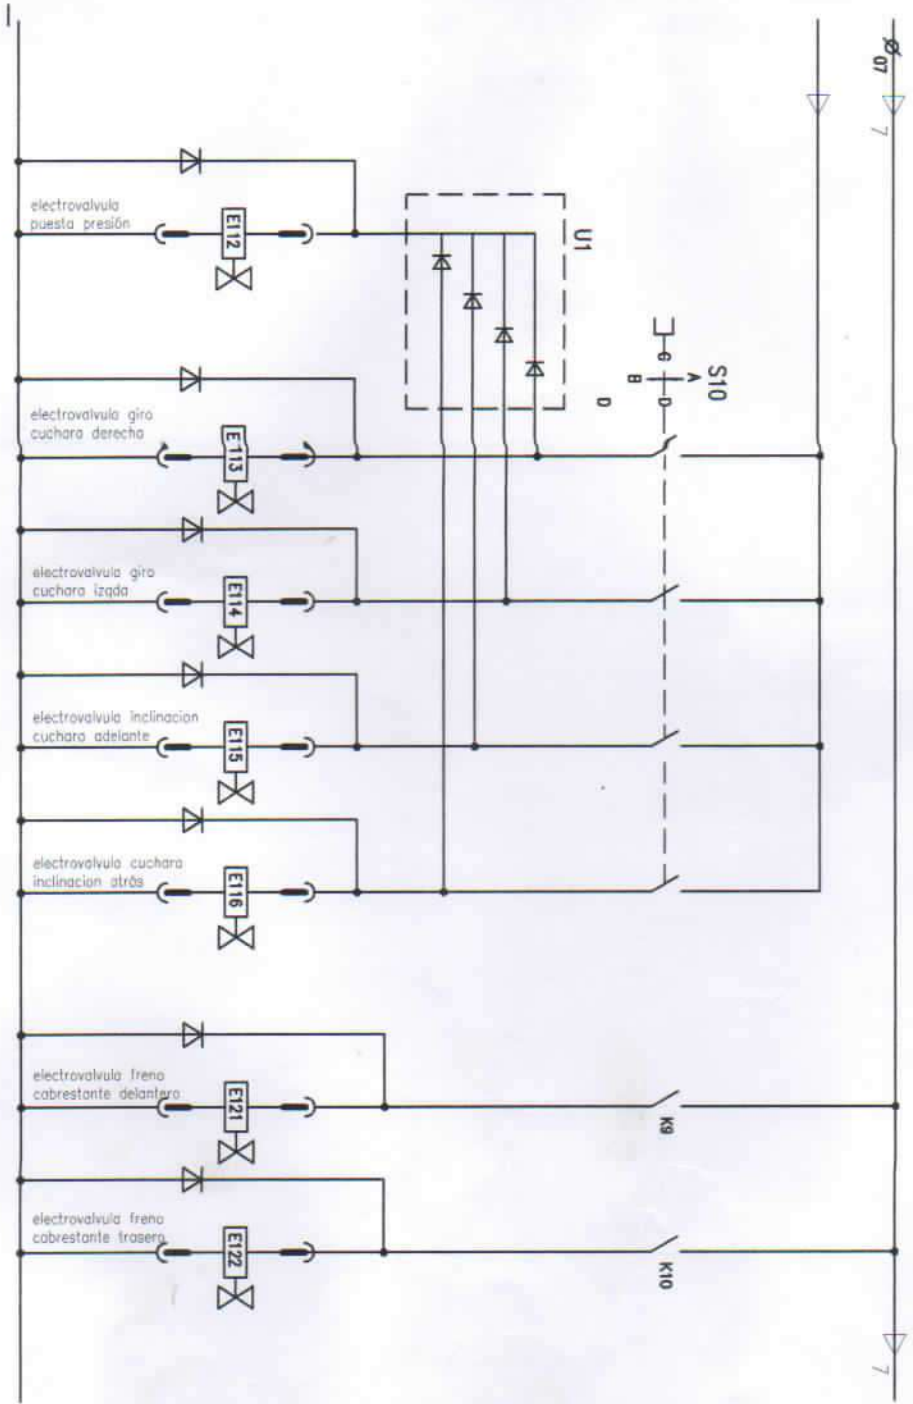 07
7
electrovalvula
puesta presión
E112
U1
S10
A
G
B
D
D
electrovalvula giro
cuchara derecha
E113
electrovalvula giro
cuchara izqda
E114
electrovalvula inclinacion
cuchara adelante
E115
electrovalvula cuchara
inclinacion atrás
E116
electrovalvula freno
cabrestante delantero
E121
K9
electrovalvula freno
cabrestante trasero
E122
K10
7